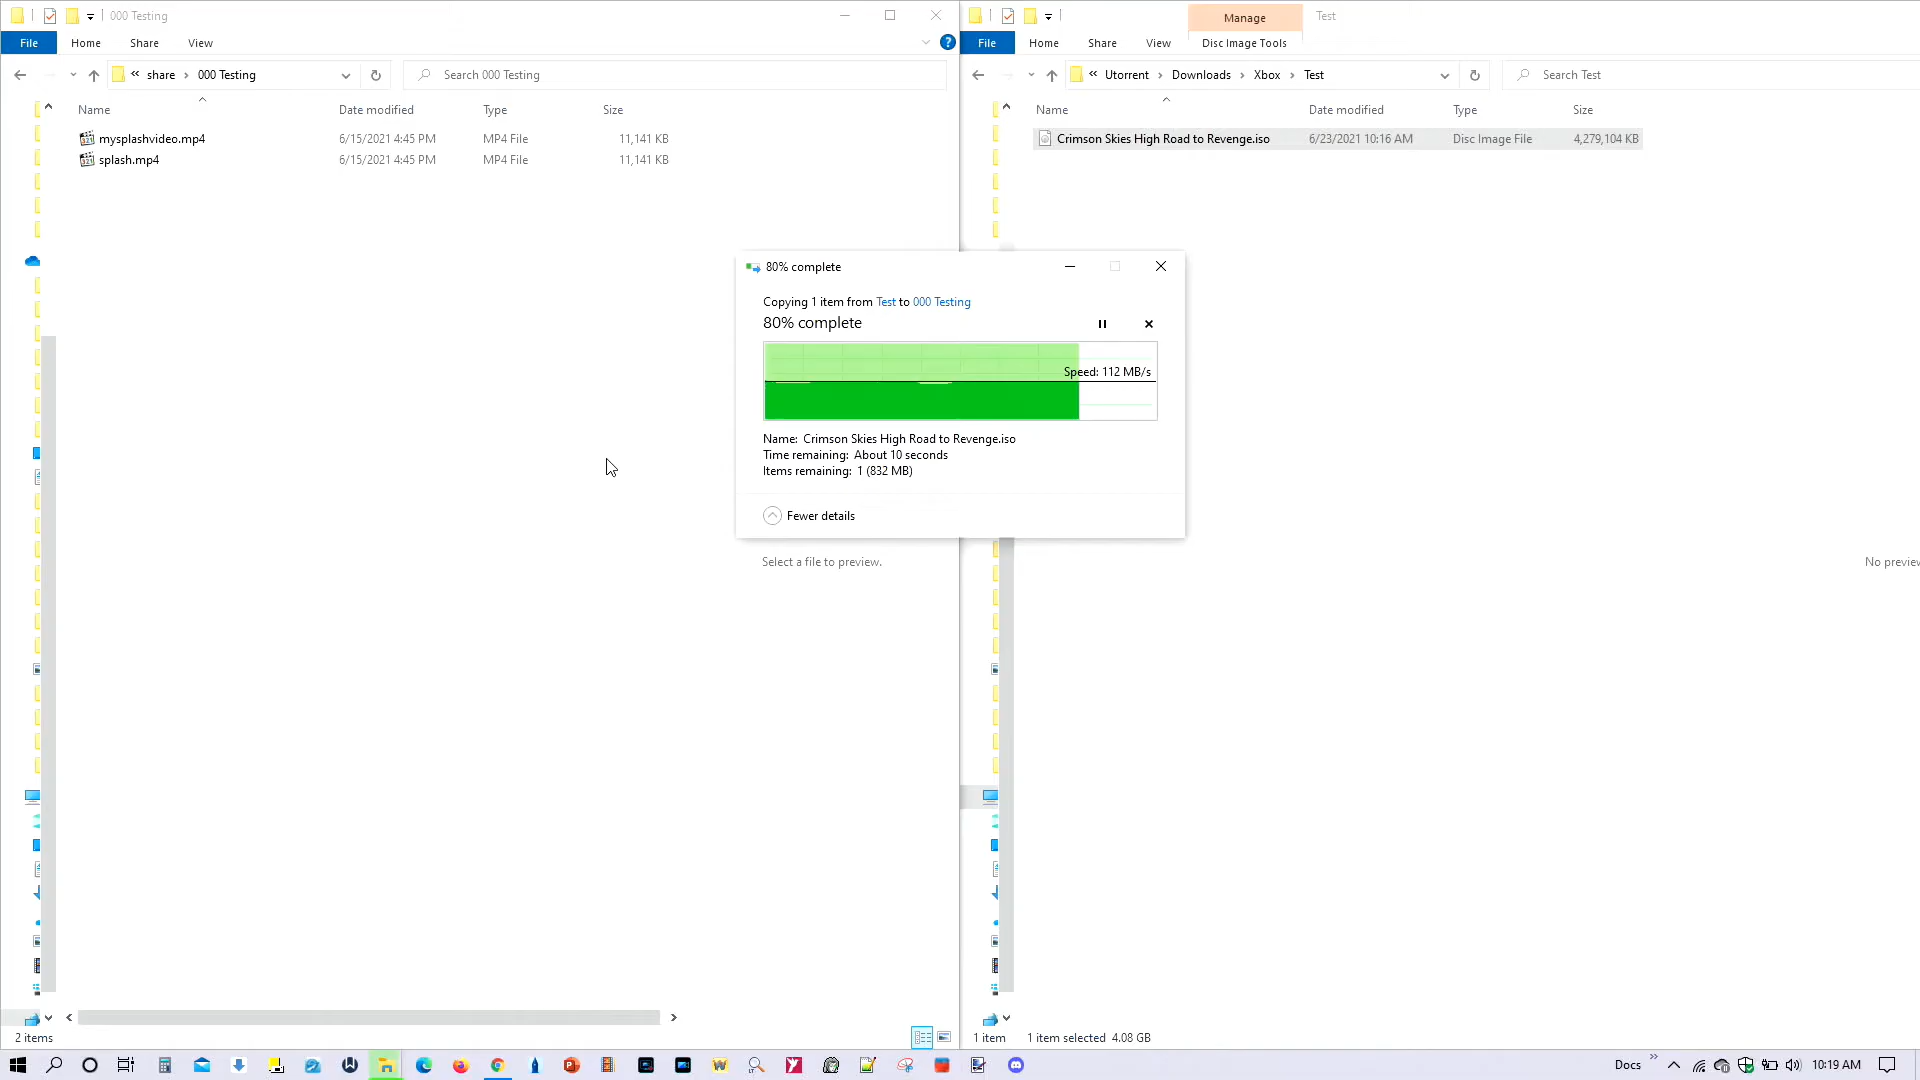 000 Testing
File
Home
Share
View
« share › 000 Testing
Search 000 Testing
Name
Date modified
Type
Size
mysplashvideo.mp4
6/15/2021 4:45 PM
MP4 File
11,141 KB
splash.mp4
6/15/2021 4:45 PM
MP4 File
11,141 KB
Select a file to preview.
2 items
Manage
Test
File
Home
Share
View
Disc Image Tools
« Utorrent › Downloads › Xbox › Test
Search Test
Name
Date modified
Type
Size
Crimson Skies High Road to Revenge.iso
6/23/2021 10:16 AM
Disc Image File
4,279,104 KB
No preview
1 item
1 item selected 4.08 GB
80% complete
Copying 1 item from Test to 000 Testing
80% complete
Speed: 112 MB/s
Name: Crimson Skies High Road to Revenge.iso
Time remaining: About 10 seconds
Items remaining: 1 (832 MB)
Fewer details
Docs
10:19 AM